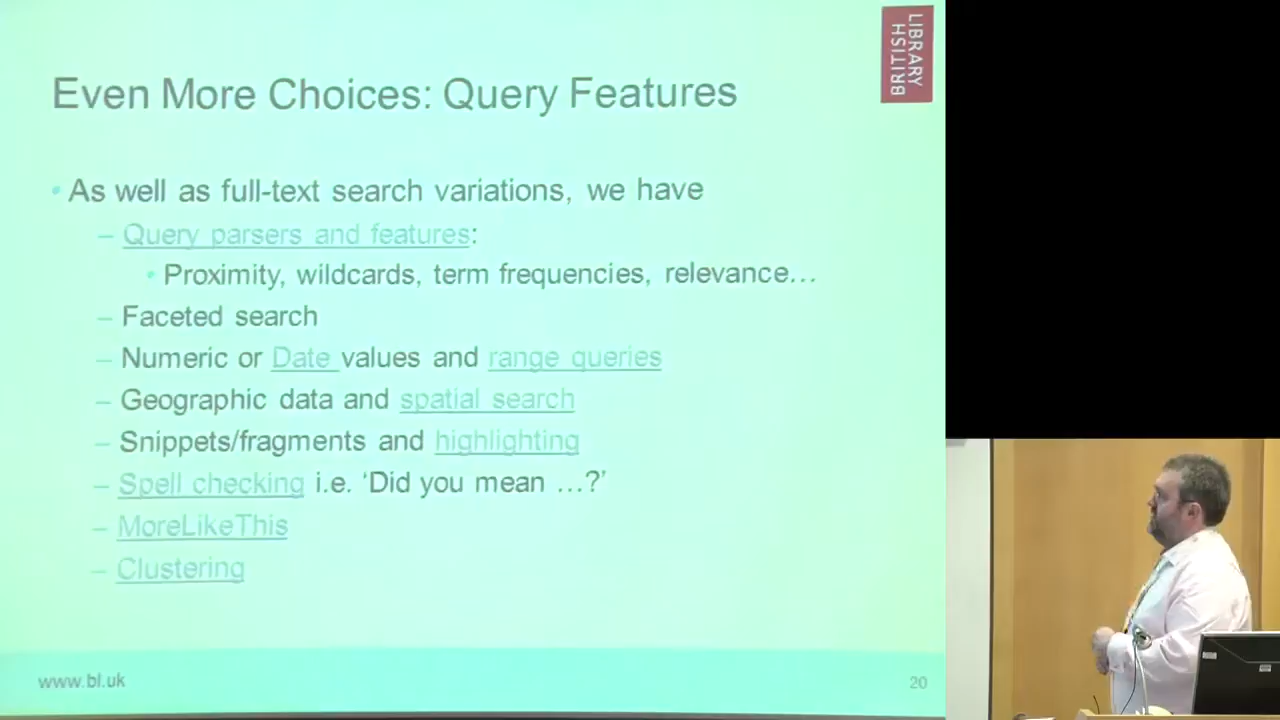 LIBRARY
BRITISH
Even More Choices: Query Features
• As well as full-text search variations, we have
– Query parsers and features:
• Proximity, wildcards, term frequencies, relevance…
– Faceted search
– Numeric or Date values and range queries
– Geographic data and spatial search
– Snippets/fragments and highlighting
– Spell checking i.e. ‘Did you mean …?’
– MoreLikeThis
– Clustering
www.bl.uk
20